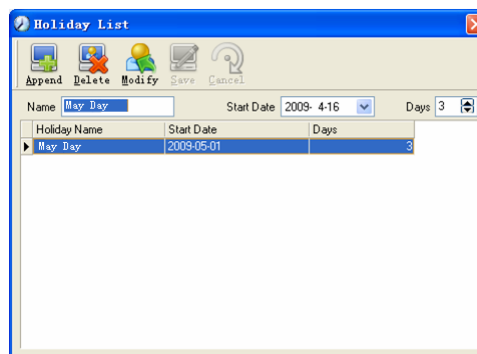 Holiday List
Append Delete Modify Save Cancel
Name May Day Start Date 2009- 4-16 Days 3
Holiday Name Start Date Days
May Day 2009-05-01 3